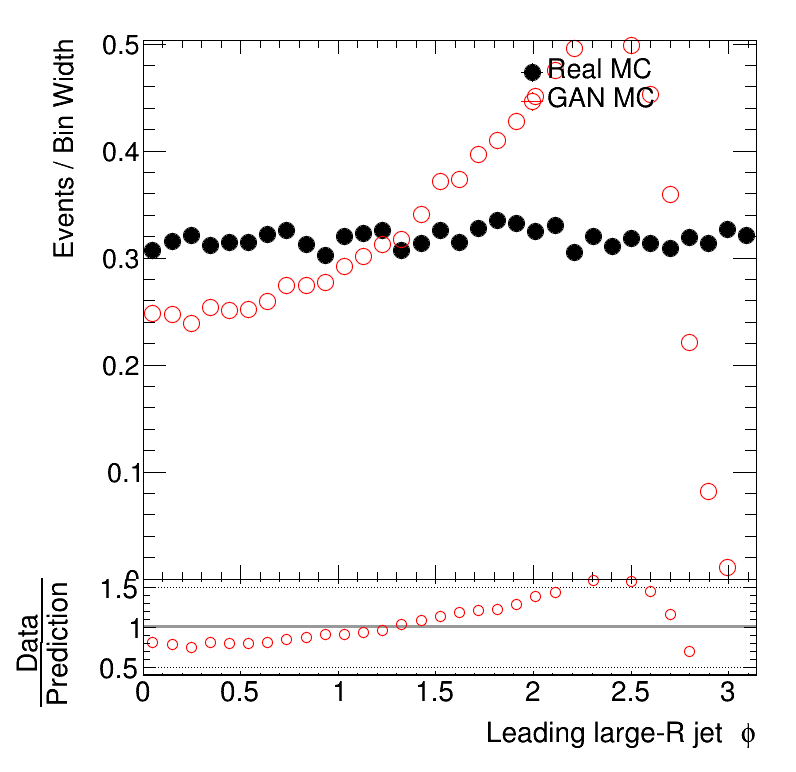 0.5
Events / Bin Width
Real MC
GAN MC
0.4
0.3
0.2
0.1
0
1.5
Data
Prediction
1
0.5
0 0.5 1 1.5 2 2.5 3
Leading large-R jet ϕ